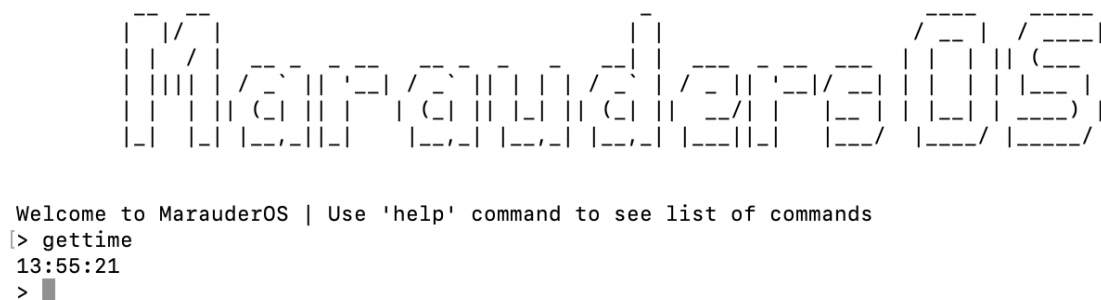 MaraudersOS
Welcome to MarauderOS | Use 'help' command to see list of commands
[> gettime
13:55:21
>